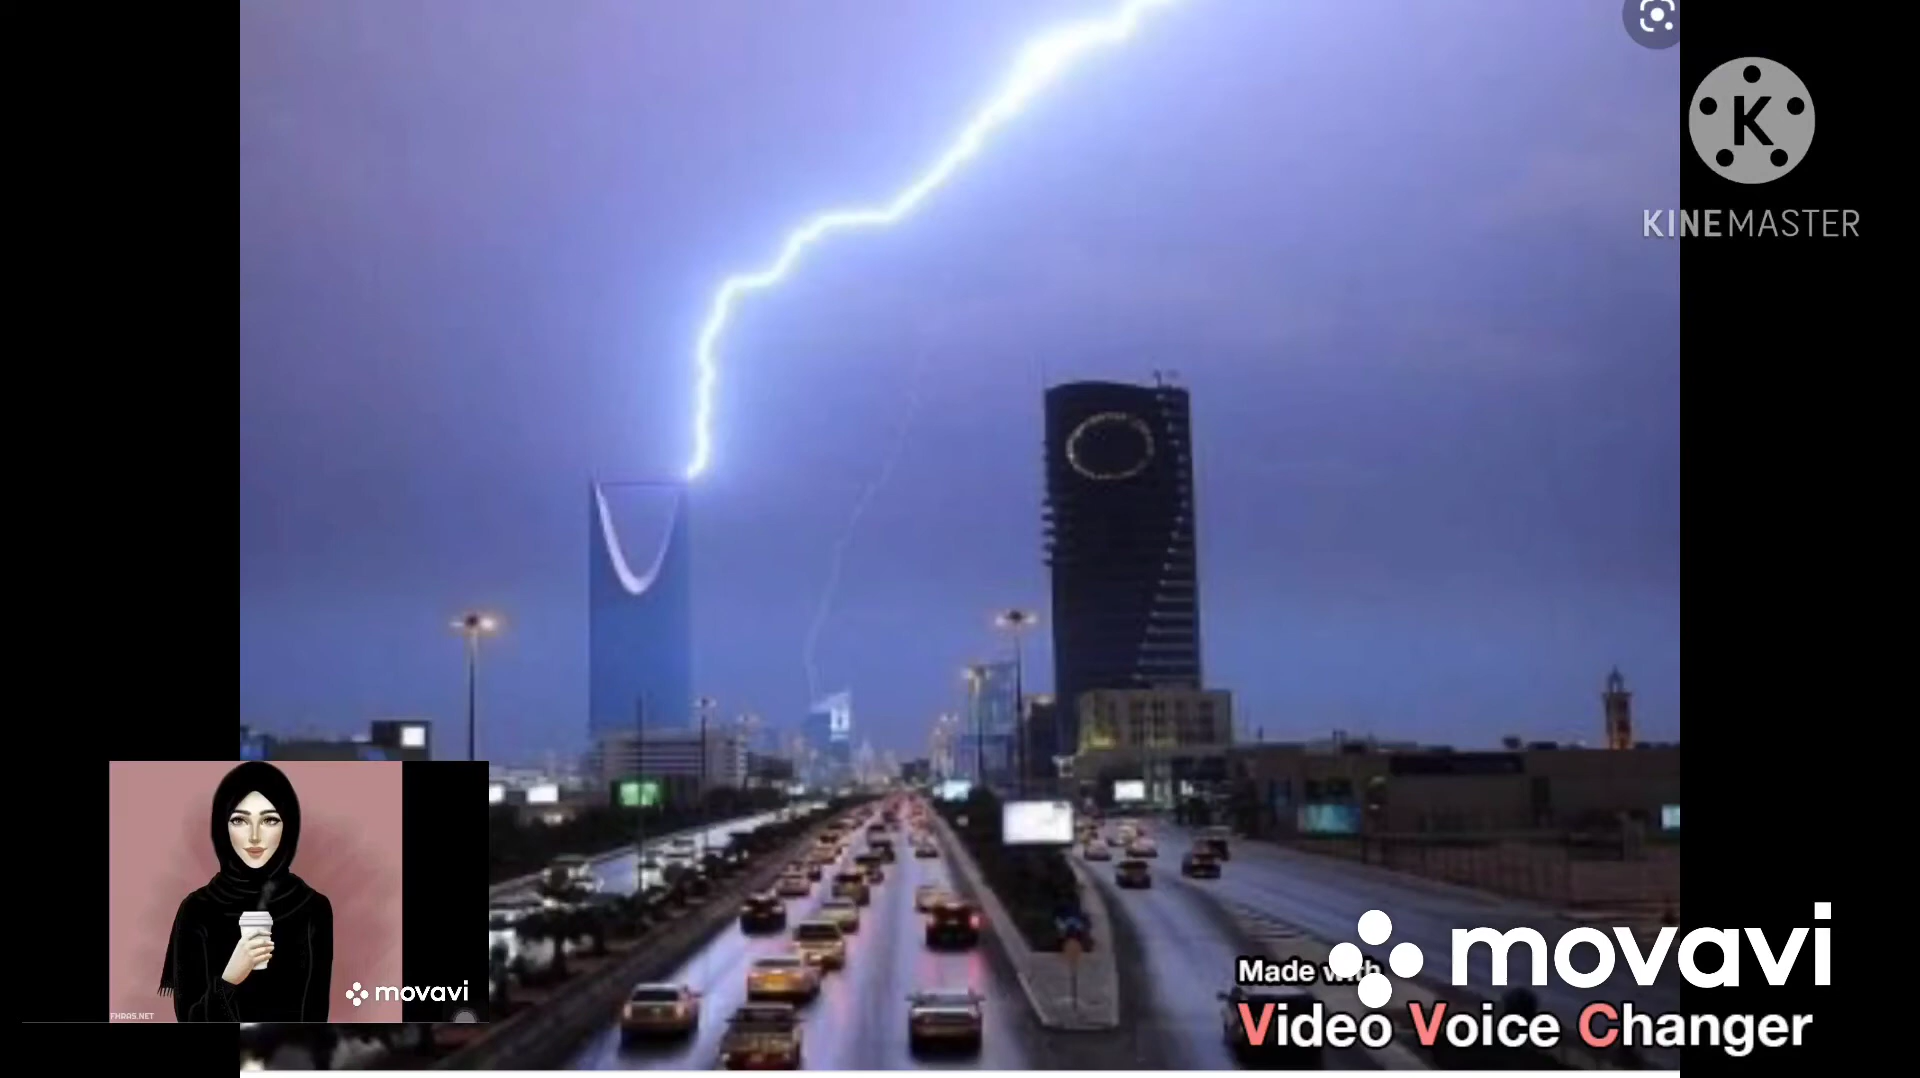 K
KINEMASTER
movavi
FHRAS.NET
movavi
Made with
Video Voice Changer